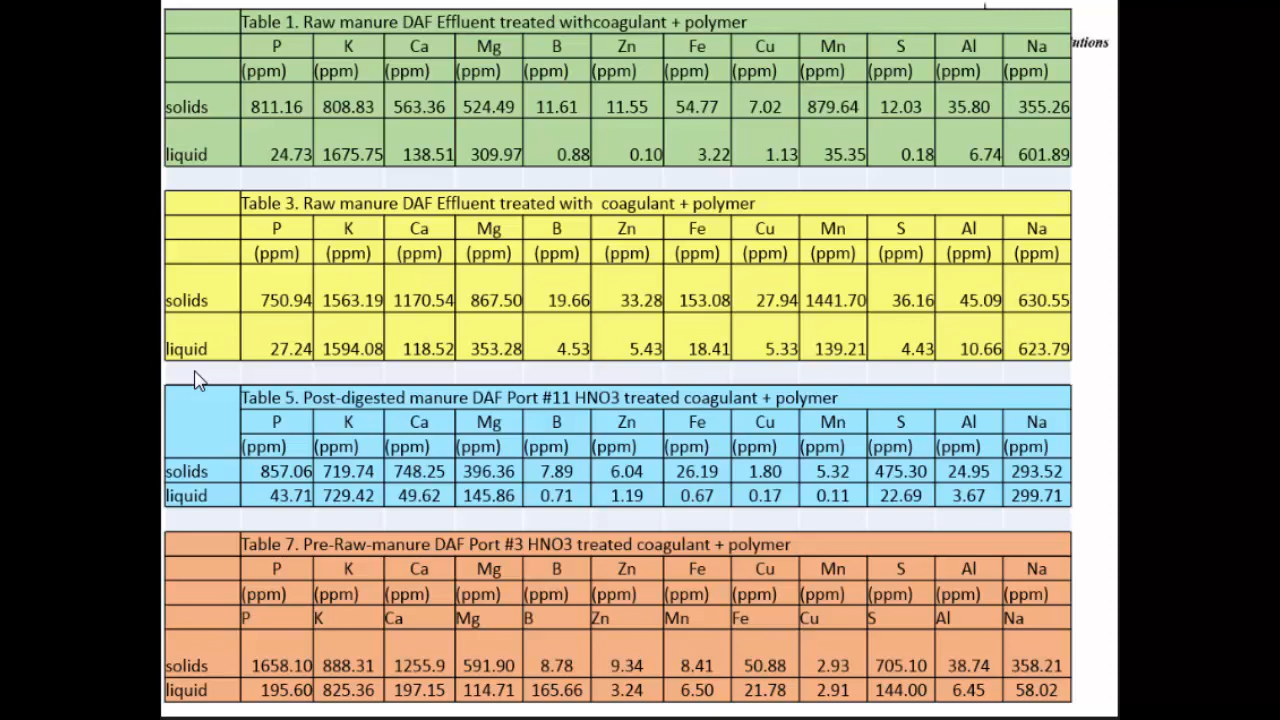 utions
Table 1. Raw manure DAF Effluent treated withcoagulant + polymer
P K Ca Mg B Zn Fe Cu Mn S Al Na
(ppm) (ppm) (ppm) (ppm) (ppm) (ppm) (ppm) (ppm) (ppm) (ppm) (ppm) (ppm)
solids 811.16 808.83 563.36 524.49 11.61 11.55 54.77 7.02 879.64 12.03 35.80 355.26
liquid 24.73 1675.75 138.51 309.97 0.88 0.10 3.22 1.13 35.35 0.18 6.74 601.89
Table 3. Raw manure DAF Effluent treated with coagulant + polymer
P K Ca Mg B Zn Fe Cu Mn S Al Na
(ppm) (ppm) (ppm) (ppm) (ppm) (ppm) (ppm) (ppm) (ppm) (ppm) (ppm) (ppm)
solids 750.94 1563.19 1170.54 867.50 19.66 33.28 153.08 27.94 1441.70 36.16 45.09 630.55
liquid 27.24 1594.08 118.52 353.28 4.53 5.43 18.41 5.33 139.21 4.43 10.66 623.79
Table 5. Post-digested manure DAF Port #11 HNO3 treated coagulant + polymer
P K Ca Mg B Zn Fe Cu Mn S Al Na
(ppm) (ppm) (ppm) (ppm) (ppm) (ppm) (ppm) (ppm) (ppm) (ppm) (ppm) (ppm)
solids 857.06 719.74 748.25 396.36 7.89 6.04 26.19 1.80 5.32 475.30 24.95 293.52
liquid 43.71 729.42 49.62 145.86 0.71 1.19 0.67 0.17 0.11 22.69 3.67 299.71
Table 7. Pre-Raw-manure DAF Port #3 HNO3 treated coagulant + polymer
P K Ca Mg B Zn Fe Cu Mn S Al Na
(ppm) (ppm) (ppm) (ppm) (ppm) (ppm) (ppm) (ppm) (ppm) (ppm) (ppm) (ppm)
P K Ca Mg B Zn Mn Fe Cu S Al Na
solids 1658.10 888.31 1255.9 591.90 8.78 9.34 8.41 50.88 2.93 705.10 38.74 358.21
liquid 195.60 825.36 197.15 114.71 165.66 3.24 6.50 21.78 2.91 144.00 6.45 58.02